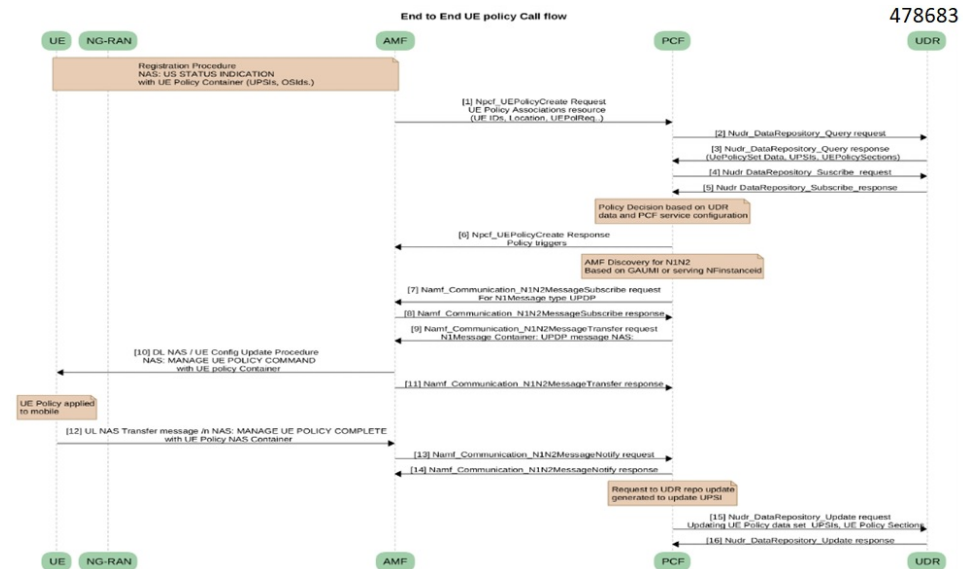 End to End UE policy Call flow
478683
UE
NG-RAN
AMF
PCF
UDR
Registration Procedure
NAS: US STATUS INDICATION
with UE Policy Container (UPSIs, OSIds.)
[1] Npcf_UEPolicyCreate Request
UE Policy Associations resource
(UE IDs, Location, UEPolReq..)
[2] Nudr_DataRepository_Query request
[3] Nudr_DataRepository_Query response
(UePolicySet Data, UPSIs, UEPolicySections)
[4] Nudr DataRepository_Suscribe_request
[5] Nudr DataRepository_Subscribe_response
Policy Decision based on UDR
data and PCF service configuration
[6] Npcf_UEPolicyCreate Response
Policy triggers
AMF Discovery for N1N2
Based on GAUMI or serving NFinstanceid
[7] Namf_Communication_N1N2MessageSubscribe request
For N1Message type UPDP
[8] Namf_Communication_N1N2MessageSubscribe response
[9] Namf_Communication_N1N2MessageTransfer request
N1Message Container: UPDP message NAS:
[10] DL NAS / UE Config Update Procedure
NAS: MANAGE UE POLICY COMMAND
with UE policy Container
[11] Namf_Communication_N1N2MessageTransfer response
UE Policy applied
to mobile
[12] UL NAS Transfer message /n NAS: MANAGE UE POLICY COMPLETE
with UE Policy NAS Container
[13] Namf_Communication_N1N2MessageNotify request
[14] Namf_Communication_N1N2MessageNotify response
Request to UDR repo update
generated to update UPSI
[15] Nudr_DataRepository_Update request
Updating UE Policy data set UPSIs, UE Policy Sections
[16] Nudr_DataRepository_Update response
UE
NG-RAN
AMF
PCF
UDR